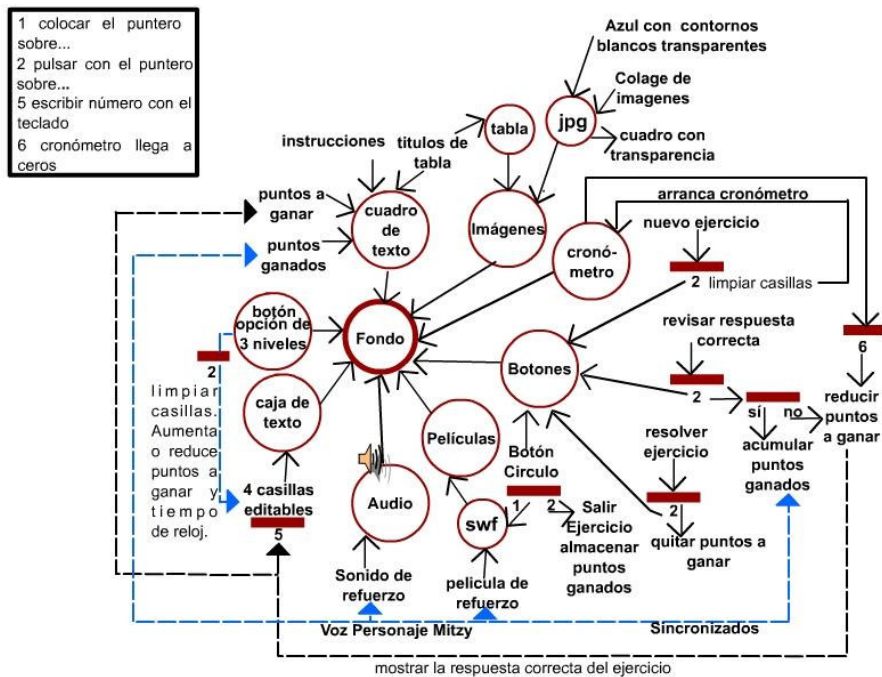 1 colocar el puntero
sobre...
2 pulsar con el puntero
sobre...
5 escribir número con el
teclado
6 cronómetro llega a
ceros
Azul con contornos
blancos transparentes
Colage de
imagenes
jpg
cuadro con
transparencia
tabla
instrucciones
titulos de
tabla
puntos a
ganar
cuadro
de
texto
puntos
ganados
Imágenes
cronó-
metro
arranca cronómetro
nuevo ejercicio
2 limpiar casillas
botón
opción de
3 niveles
Fondo
revisar respuesta
correcta
6
2
Botones
2
sí no
reducir
puntos
a ganar
limpiar
casillas.
Aumenta
o reduce
puntos a
ganar y
tiempo
de reloj.
caja de
texto
Películas
Botón
Circulo
resolver
ejercicio
acumular
puntos
ganados
4 casillas
editables
5
Audio
swf
1 2
Salir
Ejercicio
almacenar
puntos
ganados
2
quitar puntos a
ganar
Sonido de
refuerzo
pelicula de
refuerzo
Voz Personaje Mitzy
Sincronizados
mostrar la respuesta correcta del ejercicio